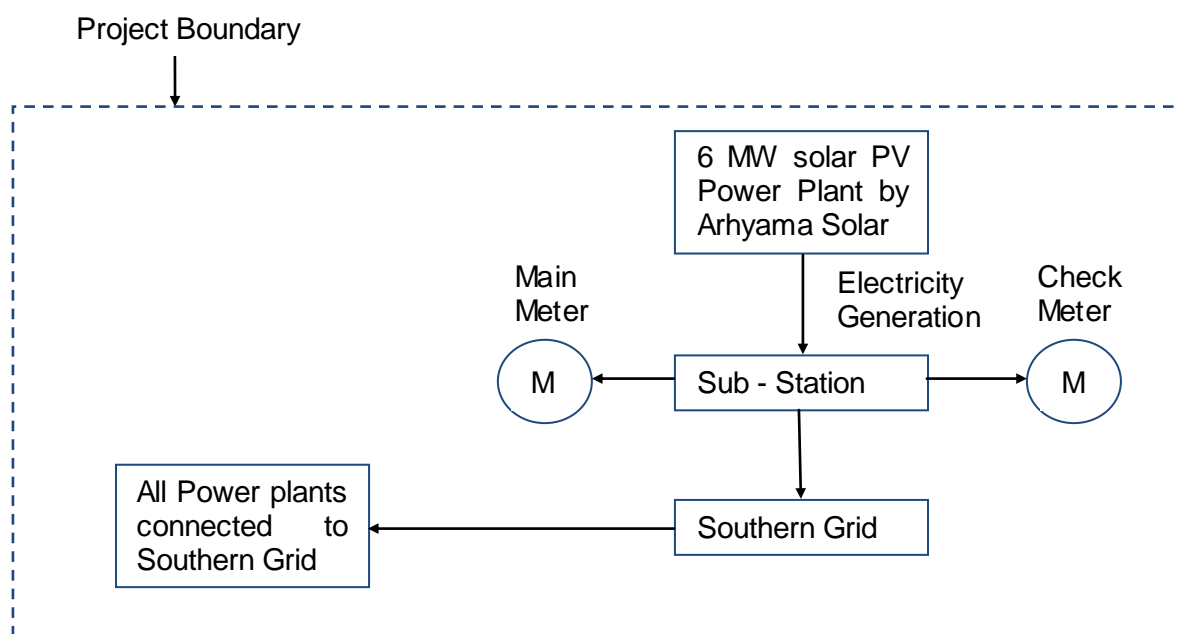 Project Boundary
6 MW solar PV
Power Plant by
Arhyama Solar
Main
Meter
Electricity
Generation
Check
Meter
M
Sub - Station
M
All Power plants
connected to
Southern Grid
Southern Grid